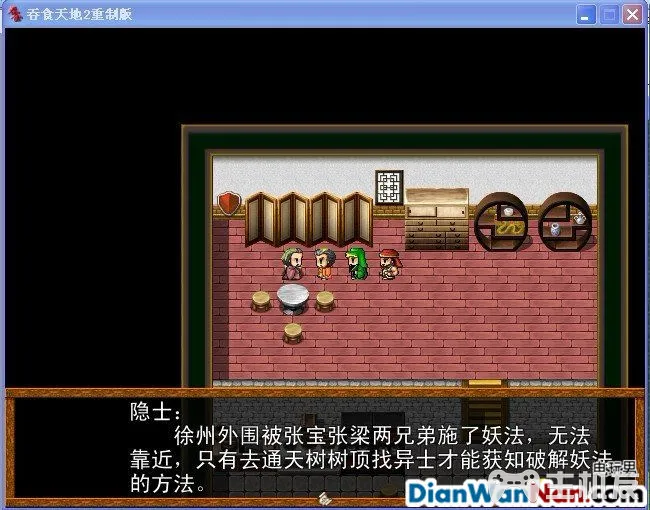 吞食天地2重制版
隐士：
徐州外围被张宝张梁两兄弟施了妖法，无法
靠近，只有去通天树树顶找异士才能获知破解妖法
的方法。
DianWanNan.com